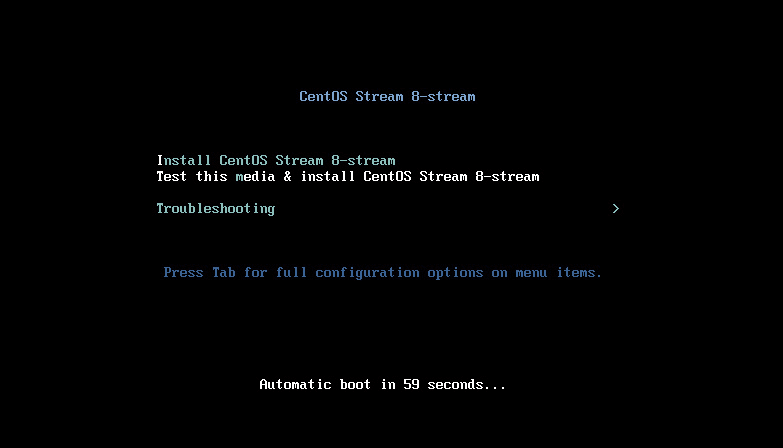 CentOS Stream 8-stream
Install CentOS Stream 8-stream
Test this media & install CentOS Stream 8-stream
Troubleshooting >
Press Tab for full configuration options on menu items.
Automatic boot in 59 seconds...